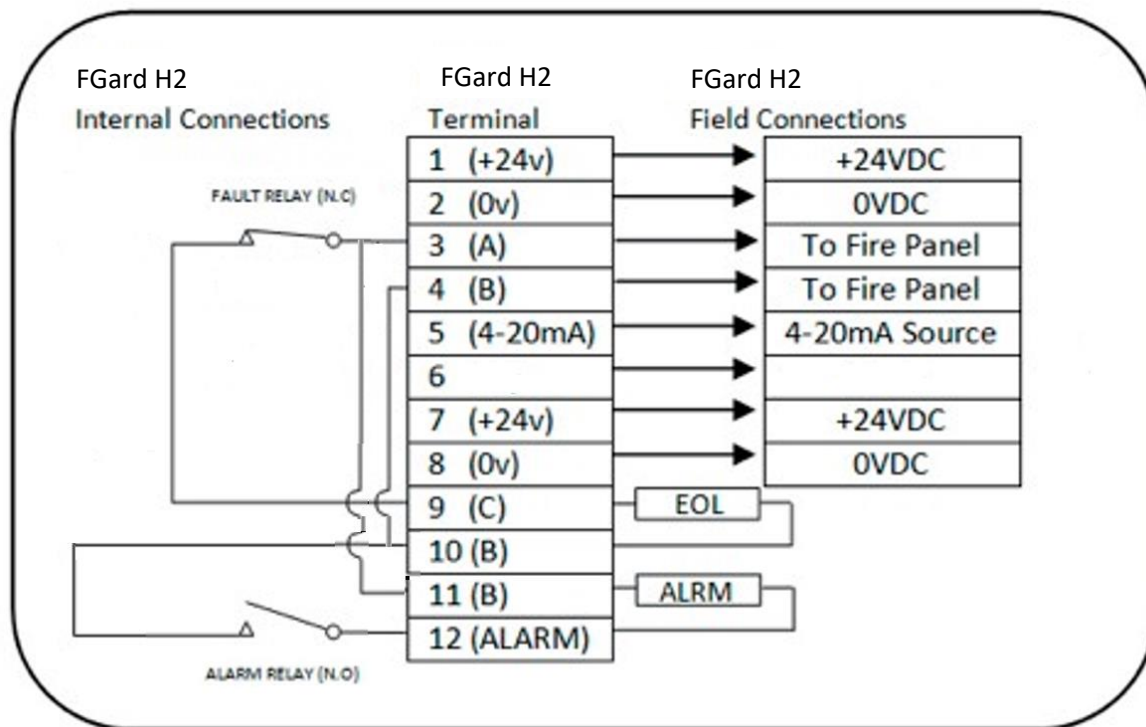 FGard H2 FGard H2 FGard H2
Internal Connections Terminal Field Connections
1 (+24v) +24VDC
FAULT RELAY (N.C) 2 (0v) 0VDC
3 (A) To Fire Panel
4 (B) To Fire Panel
5 (4-20mA) 4-20mA Source
6
7 (+24v) +24VDC
8 (0v) 0VDC
9 (C) EOL
10 (B)
11 (B) ALRM
12 (ALARM)
ALARM RELAY (N.O)